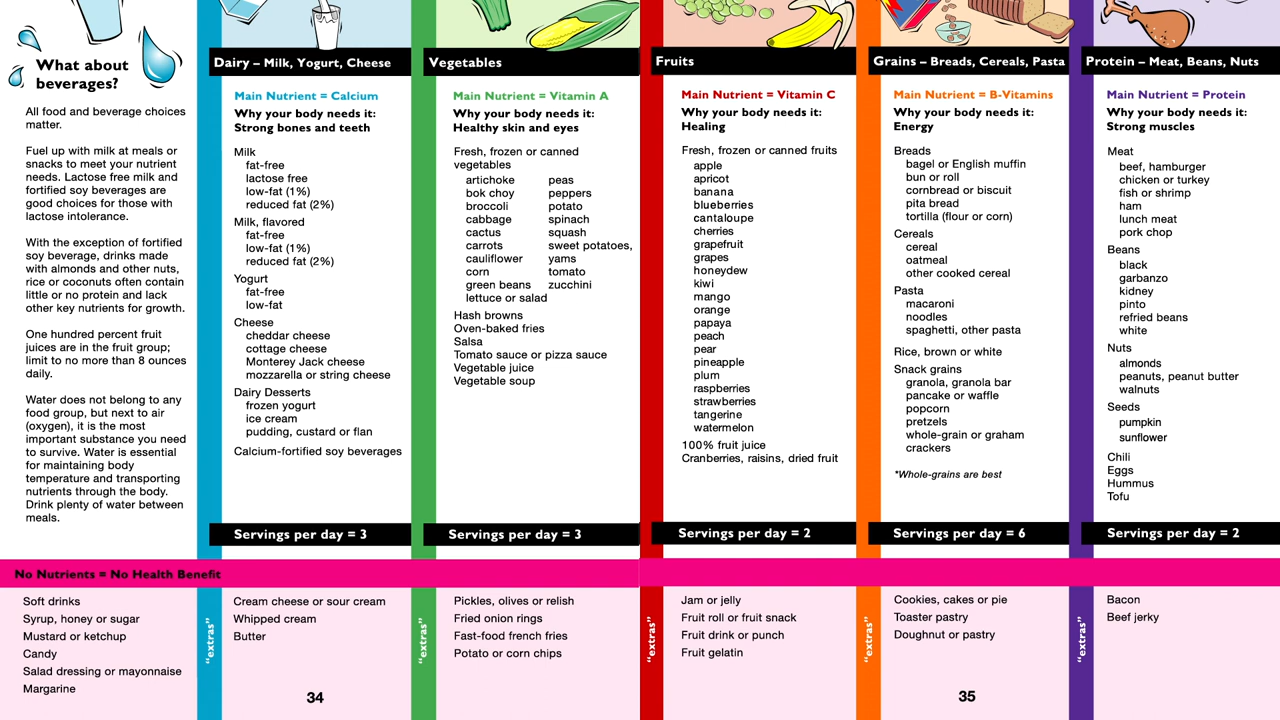 What about
beverages?
All food and beverage choices
matter.
Fuel up with milk at meals or
snacks to meet your nutrient
needs. Lactose free milk and
fortified soy beverages are
good choices for those with
lactose intolerance.
With the exception of fortified
soy beverage, drinks made
with almonds and other nuts,
rice or coconuts often contain
little or no protein and lack
other key nutrients for growth.
One hundred percent fruit
juices are in the fruit group;
limit to no more than 8 ounces
daily.
Water does not belong to any
food group, but next to air
(oxygen), it is the most
important substance you need
to survive. Water is essential
for maintaining body
temperature and transporting
nutrients through the body.
Drink plenty of water between
meals.
Dairy – Milk, Yogurt, Cheese
Main Nutrient = Calcium
Why your body needs it:
Strong bones and teeth
Milk
fat-free
lactose free
low-fat (1%)
reduced fat (2%)
Milk, flavored
fat-free
low-fat (1%)
reduced fat (2%)
Yogurt
fat-free
low-fat
Cheese
cheddar cheese
cottage cheese
Monterey Jack cheese
mozzarella or string cheese
Dairy Desserts
frozen yogurt
ice cream
pudding, custard or flan
Calcium-fortified soy beverages
Servings per day = 3
Vegetables
Main Nutrient = Vitamin A
Why your body needs it:
Healthy skin and eyes
Fresh, frozen or canned
vegetables
artichoke
bok choy
broccoli
cabbage
cactus
carrots
cauliflower
corn
green beans
lettuce or salad
peas
peppers
potato
spinach
squash
sweet potatoes,
yams
tomato
zucchini
Hash browns
Oven-baked fries
Salsa
Tomato sauce or pizza sauce
Vegetable juice
Vegetable soup
Servings per day = 3
Fruits
Main Nutrient = Vitamin C
Why your body needs it:
Healing
Fresh, frozen or canned fruits
apple
apricot
banana
blueberries
cantaloupe
cherries
grapefruit
grapes
honeydew
kiwi
mango
orange
papaya
peach
pear
pineapple
plum
raspberries
strawberries
tangerine
watermelon
100% fruit juice
Cranberries, raisins, dried fruit
Servings per day = 2
Grains – Breads, Cereals, Pasta
Main Nutrient = B-Vitamins
Why your body needs it:
Energy
Breads
bagel or English muffin
bun or roll
cornbread or biscuit
pita bread
tortilla (flour or corn)
Cereals
cereal
oatmeal
other cooked cereal
Pasta
macaroni
noodles
spaghetti, other pasta
Rice, brown or white
Snack grains
granola, granola bar
pancake or waffle
popcorn
pretzels
whole-grain or graham
crackers
*Whole-grains are best
Servings per day = 6
Protein – Meat, Beans, Nuts
Main Nutrient = Protein
Why your body needs it:
Strong muscles
Meat
beef, hamburger
chicken or turkey
fish or shrimp
ham
lunch meat
pork chop
Beans
black
garbanzo
kidney
pinto
refried beans
white
Nuts
almonds
peanuts, peanut butter
walnuts
Seeds
pumpkin
sunflower
Chili
Eggs
Hummus
Tofu
Servings per day = 2
No Nutrients = No Health Benefit
Soft drinks
Syrup, honey or sugar
Mustard or ketchup
Candy
Salad dressing or mayonnaise
Margarine
“extras”
Cream cheese or sour cream
Whipped cream
Butter
34
“extras”
Pickles, olives or relish
Fried onion rings
Fast-food french fries
Potato or corn chips
“extras”
Jam or jelly
Fruit roll or fruit snack
Fruit drink or punch
Fruit gelatin
“extras”
Cookies, cakes or pie
Toaster pastry
Doughnut or pastry
35
“extras”
Bacon
Beef jerky